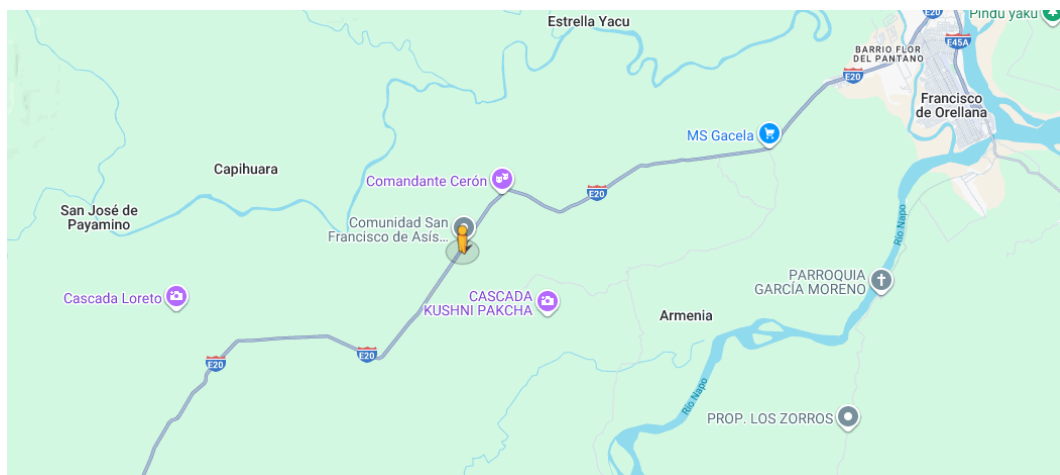 Estrella Yacu
Pindu yaku
E20
E45A
BARRIO FLOR
DEL PANTANO
E20
Francisco
de Orellana
MS Gacela
Capihuara
Comandante Cerón
E20
San José de
Payamino
Comunidad San
Francisco de Asís...
Río Napo
Cascada Loreto
CASCADA
KUSHNI PAKCHA
PARROQUIA
GARCÍA MORENO
Armenia
E20
E20
Río Napo
PROP. LOS ZORROS